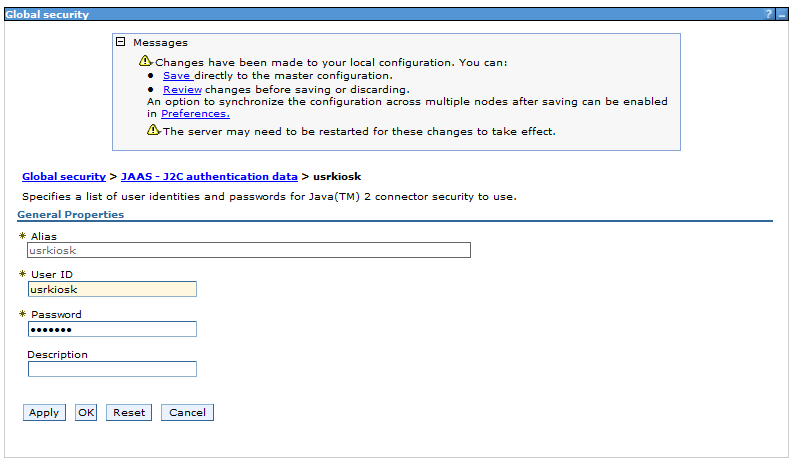 Global security ? _
Messages
Changes have been made to your local configuration. You can:
• Save directly to the master configuration.
• Review changes before saving or discarding.
An option to synchronize the configuration across multiple nodes after saving can be enabled
in Preferences.
The server may need to be restarted for these changes to take effect.
Global security > JAAS - J2C authentication data > usrkiosk
Specifies a list of user identities and passwords for Java(TM) 2 connector security to use.
General Properties
* Alias
usrkiosk
* User ID
usrkiosk
* Password
•••••••
Description
Apply OK Reset Cancel